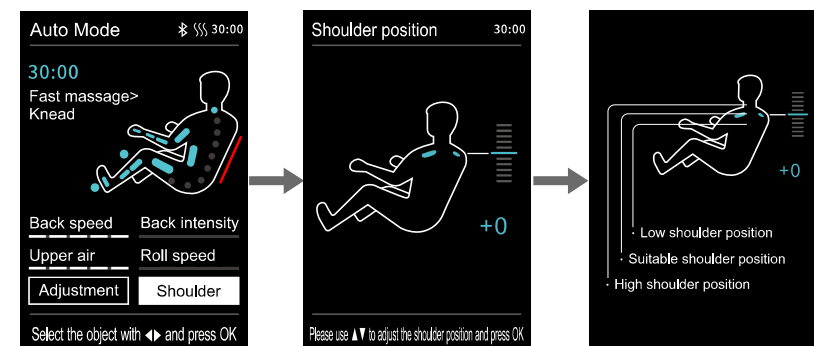 Auto Mode 30:00
30:00
Fast massage>
Knead
Back speed Back intensity
Upper air Roll speed
Adjustment Shoulder
Select the object with ◀▶ and press OK
Shoulder position 30:00
+0
Please use ▲▼ to adjust the shoulder position and press OK
+0
· Low shoulder position
· Suitable shoulder position
· High shoulder position